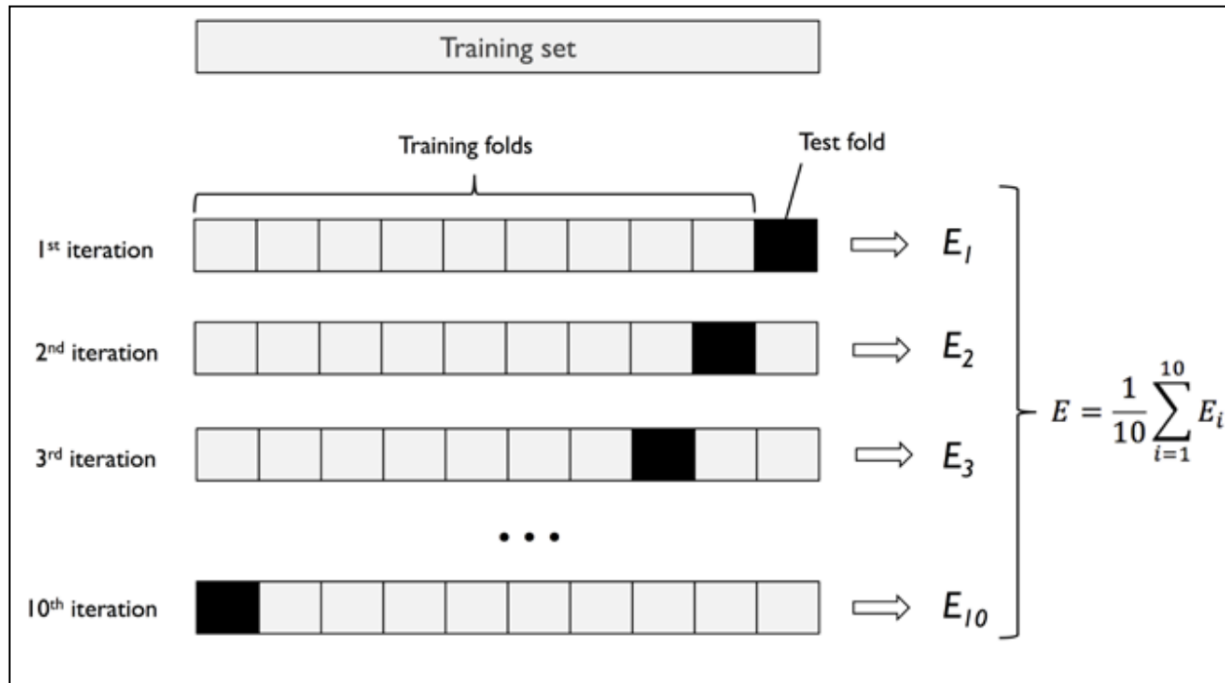 Training set
Training folds
Test fold
1st iteration
E1
2nd iteration
E2
E = 1/10 ∑_{i=1}^{10} Ei
3rd iteration
E3
• • •
10th iteration
E10